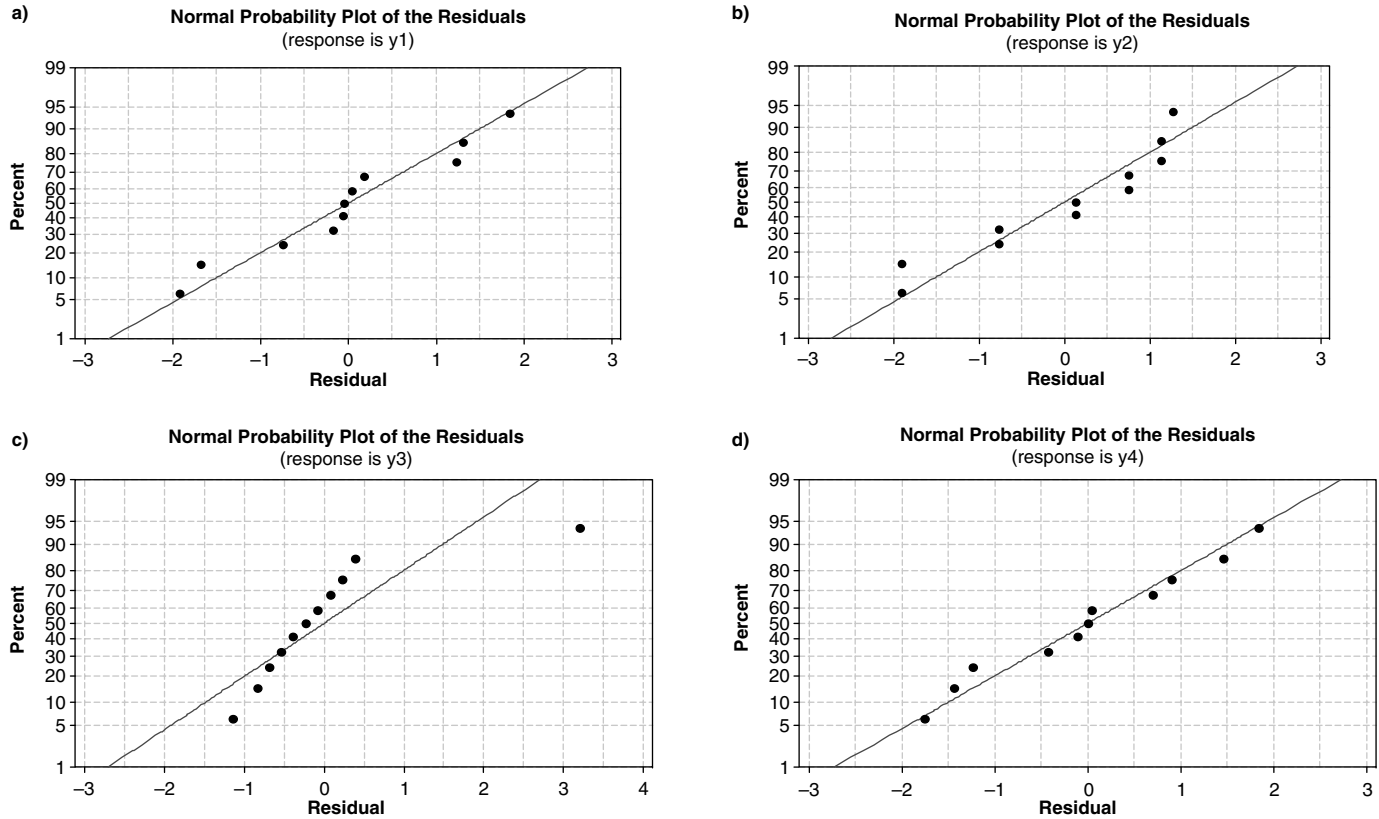 a)
Normal Probability Plot of the Residuals
(response is y1)
99
95
90
80
70
60
50
40
30
20
10
5
1
Percent
–3 –2 –1 0 1 2 3
Residual
b)
Normal Probability Plot of the Residuals
(response is y2)
99
95
90
80
70
60
50
40
30
20
10
5
1
Percent
–3 –2 –1 0 1 2 3
Residual
c)
Normal Probability Plot of the Residuals
(response is y3)
99
95
90
80
70
60
50
40
30
20
10
5
1
Percent
–3 –2 –1 0 1 2 3 4
Residual
d)
Normal Probability Plot of the Residuals
(response is y4)
99
95
90
80
70
60
50
40
30
20
10
5
1
Percent
–3 –2 –1 0 1 2 3
Residual